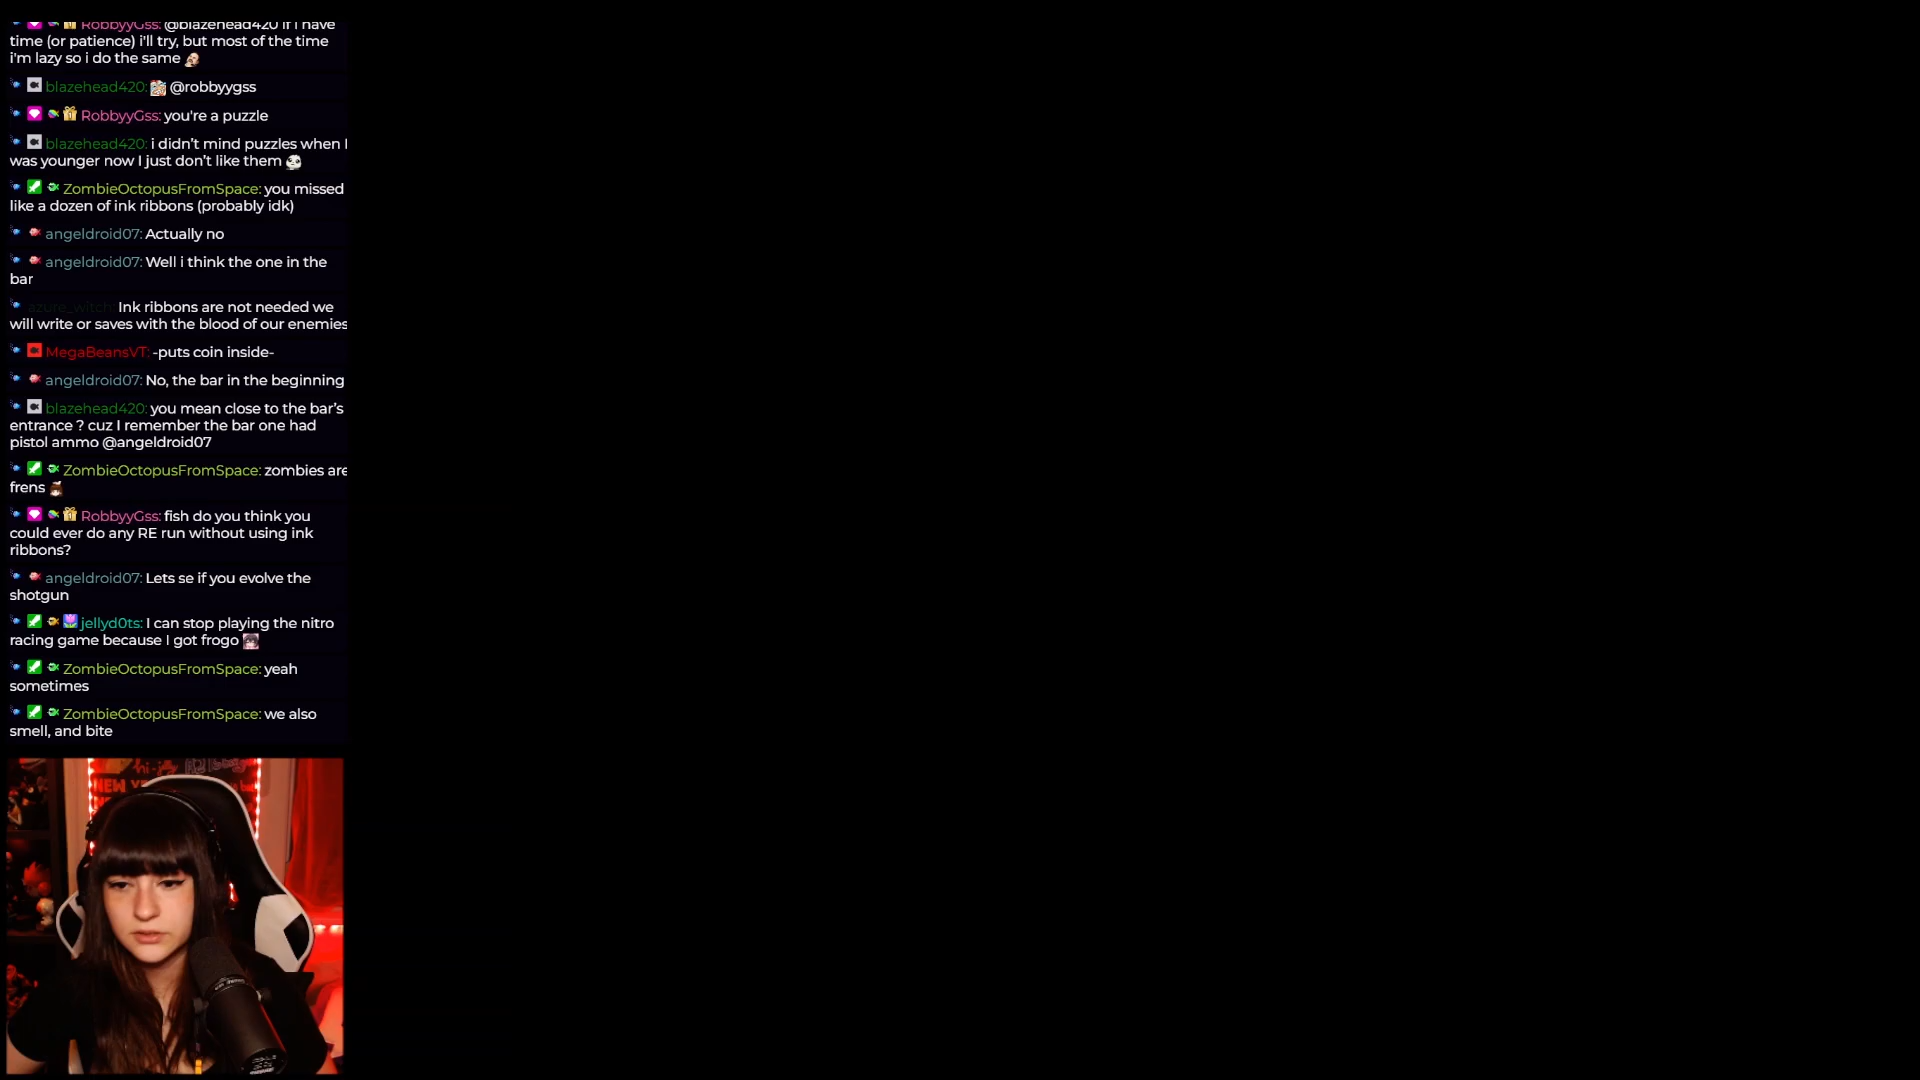 RobbyyGss: @blazehead420 if i have
time (or patience) i'll try, but most of the time
i'm lazy so i do the same
blazehead420: @robbyygss
RobbyyGss: you're a puzzle
blazehead420: i didn't mind puzzles when I
was younger now I just don't like them
ZombieOctopusFromSpace: you missed
like a dozen of ink ribbons (probably idk)
angeldroid07: Actually no
angeldroid07: Well i think the one in the
bar
azure_witch: Ink ribbons are not needed we
will write or saves with the blood of our enemies
MegaBeansVT: -puts coin inside-
angeldroid07: No, the bar in the beginning
blazehead420: you mean close to the bar's
entrance ? cuz I remember the bar one had
pistol ammo @angeldroid07
ZombieOctopusFromSpace: zombies are
frens
RobbyyGss: fish do you think you
could ever do any RE run without using ink
ribbons?
angeldroid07: Lets se if you evolve the
shotgun
jellyd0ts: I can stop playing the nitro
racing game because I got frogo
ZombieOctopusFromSpace: yeah
sometimes
ZombieOctopusFromSpace: we also
smell, and bite
hi-
NEW